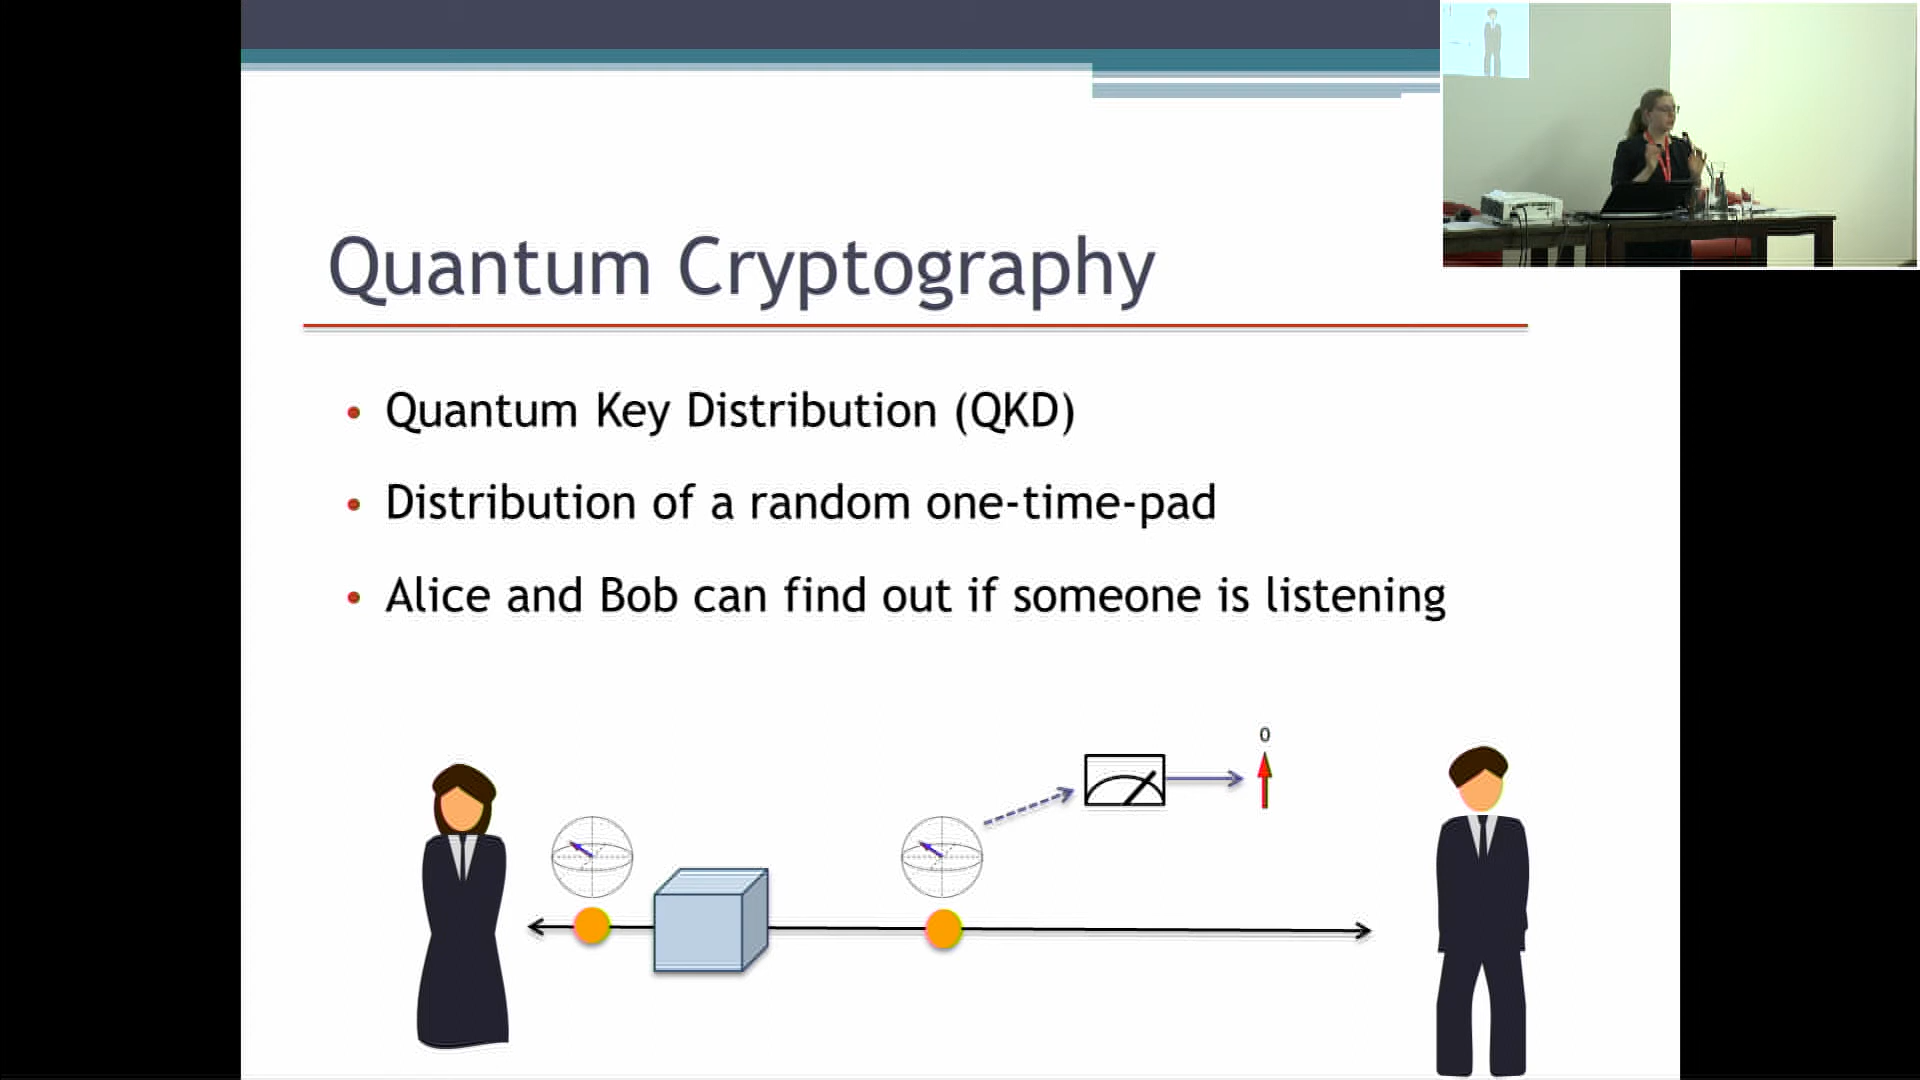 Quantum Cryptography
• Quantum Key Distribution (QKD)
• Distribution of a random one-time-pad
• Alice and Bob can find out if someone is listening
0